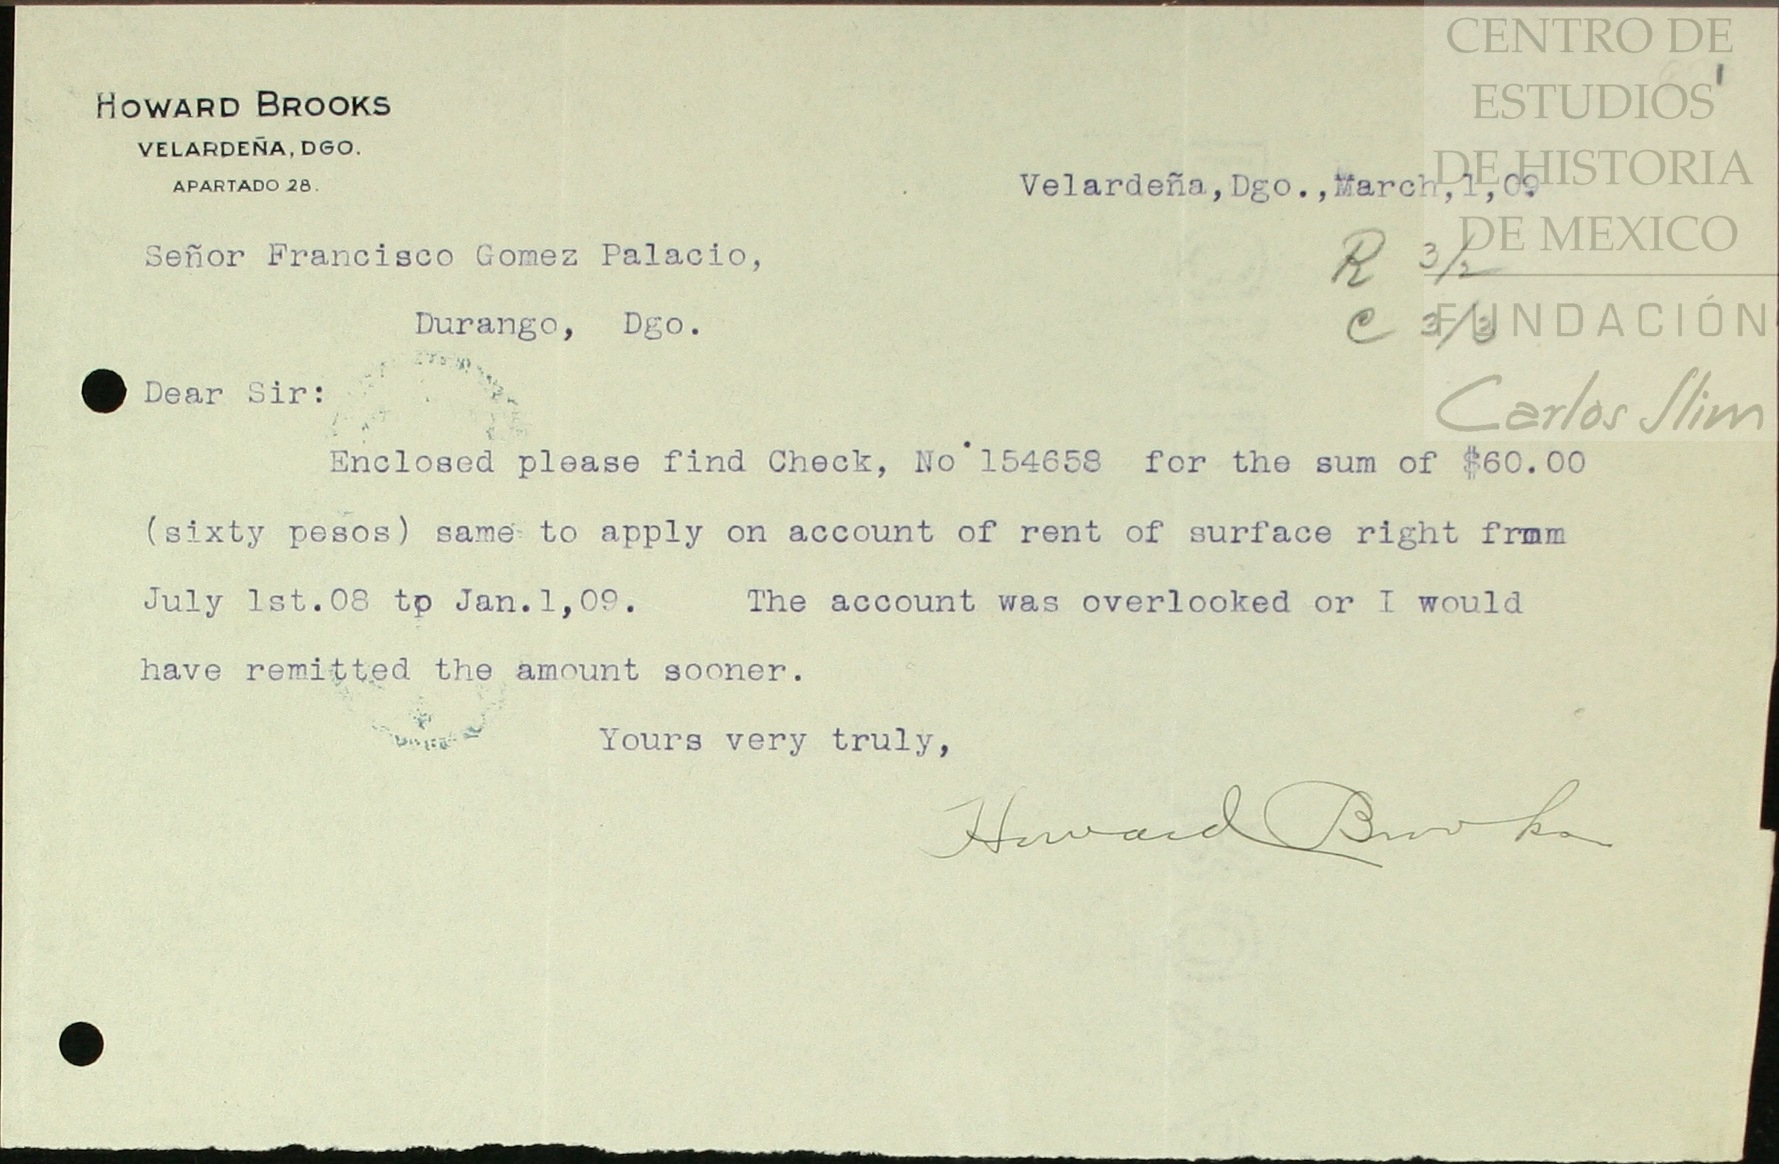 HOWARD BROOKS
VELARDEÑA, DGO.
APARTADO 28.
CENTRO DE
ESTUDIOS
DE HISTORIA
DE MEXICO
FUNDACIÓN
Carlos Slim
Velardeña,Dgo.,March,1,09
R 3/2
C 3/3
Señor Francisco Gomez Palacio,
Durango, Dgo.
Dear Sir:
Enclosed please find Check, No 154658 for the sum of $60.00
(sixty pesos) same to apply on account of rent of surface right frmm
July 1st.08 tp Jan.1,09. The account was overlooked or I would
have remitted the amount sooner.
Yours very truly,
Howard Brooks